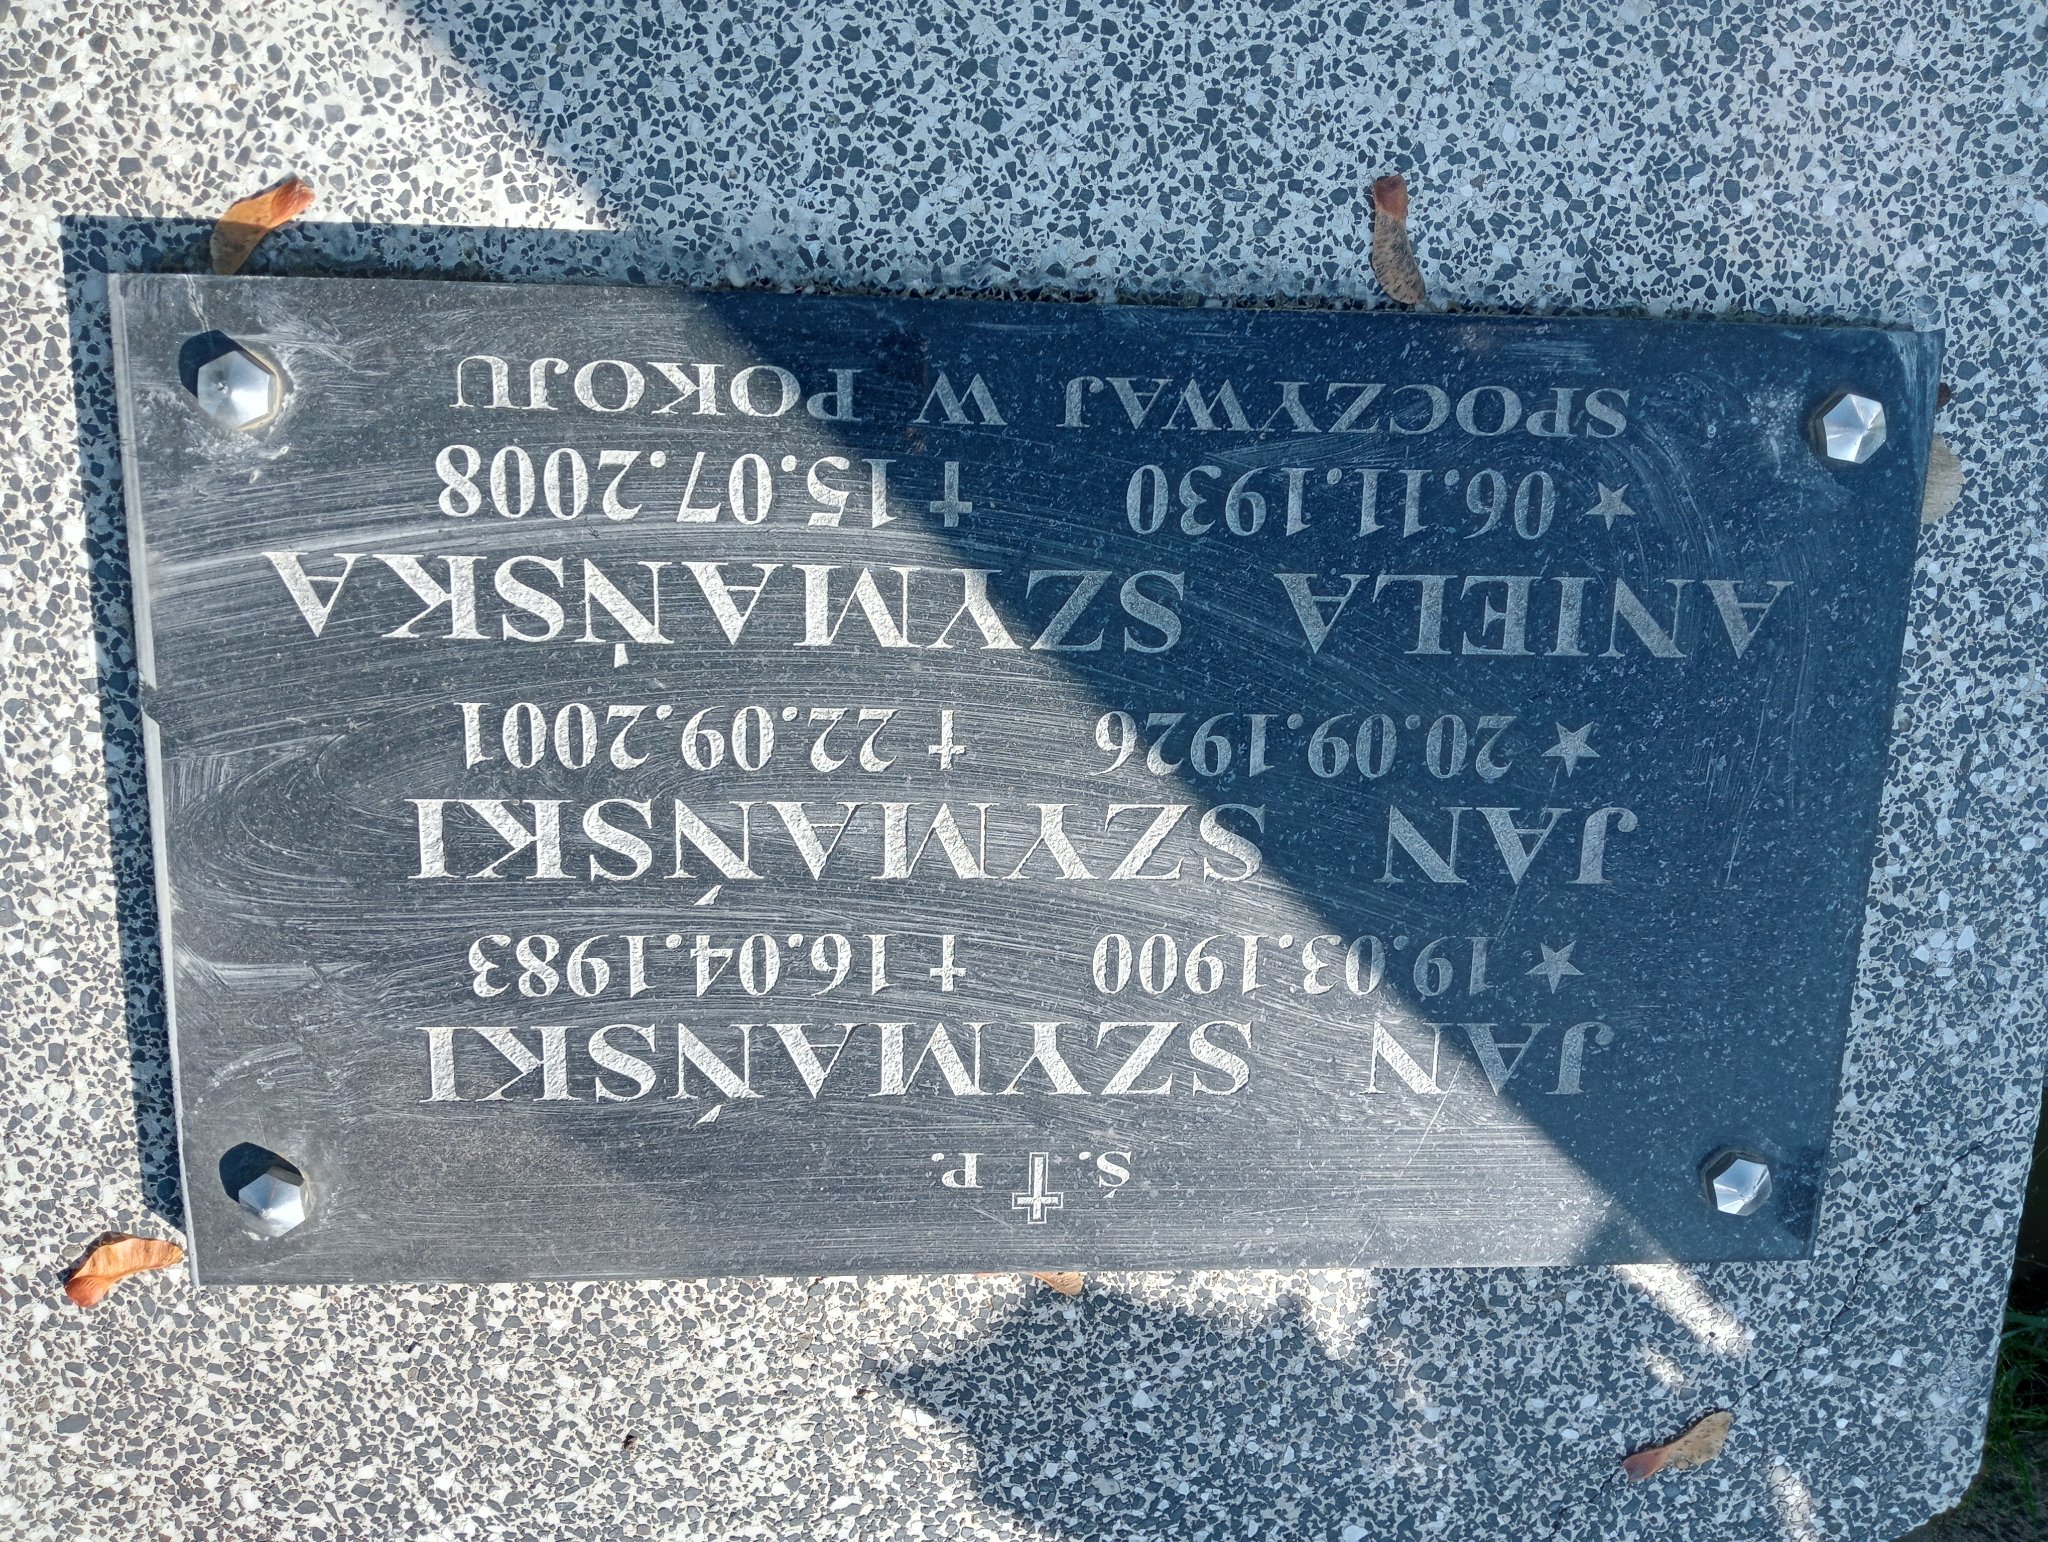 Ś. ✝ P.
JAN SZYMAŃSKI
★ 19.03.1900 ✝ 16.04.1983
JAN SZYMAŃSKI
★ 20.09.1926 ✝ 22.09.2001
ANIELA SZYMAŃSKA
★ 06.11.1930 ✝ 15.07.2008
SPOCZYWAJ W POKOJU